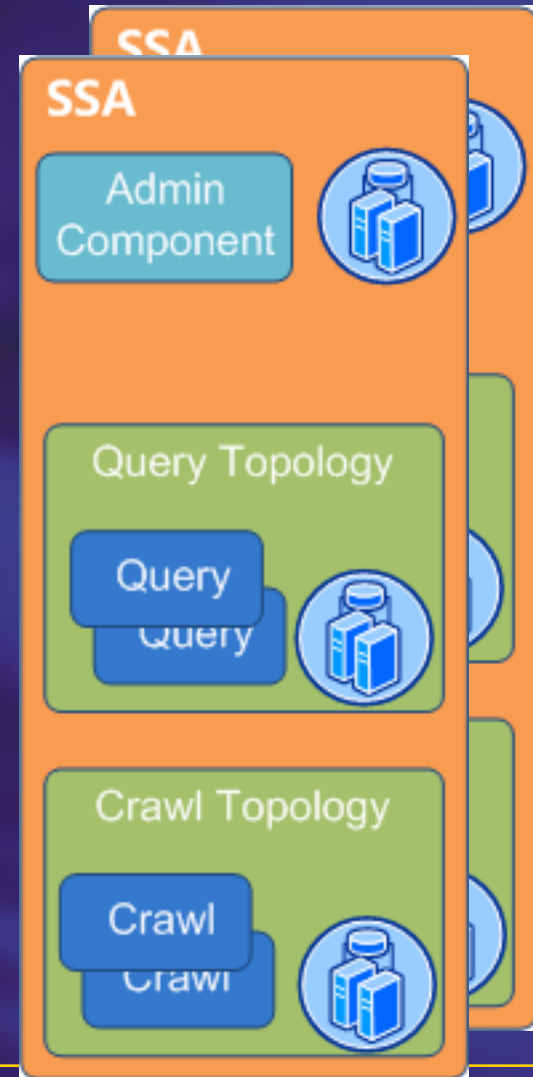 SSA
SSA
Admin
Component
Query Topology
Query
Query
Crawl Topology
Crawl
Crawl